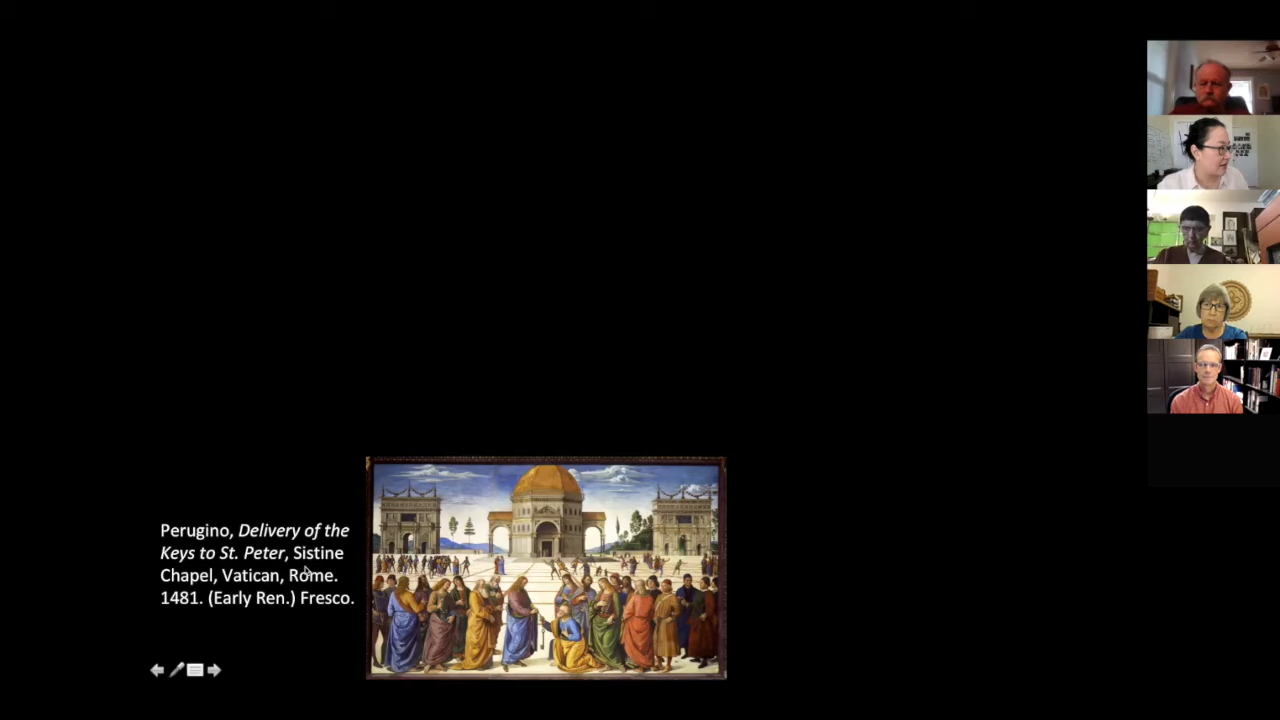 Perugino, Delivery of the
Keys to St. Peter, Sistine
Chapel, Vatican, Rome.
1481. (Early Ren.) Fresco.